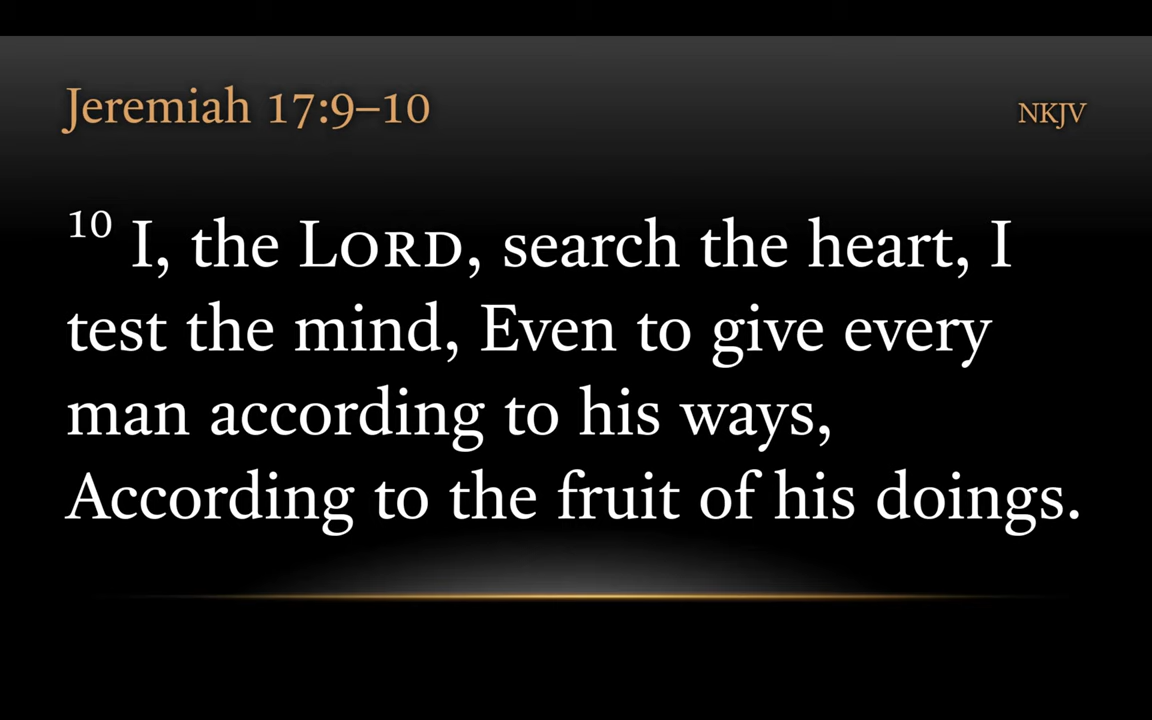 Jeremiah 17:9–10
NKJV
10 I, the LORD, search the heart, I
test the mind, Even to give every
man according to his ways,
According to the fruit of his doings.